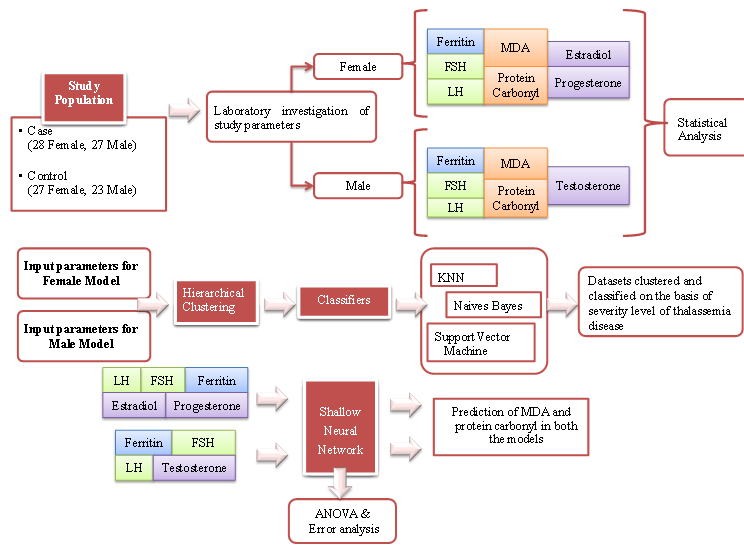 Study
Population
• Case
(28 Female, 27 Male)
• Control
(27 Female, 23 Male)
Laboratory investigation of
study parameters
Female
Male
Ferritin
FSH
LH
MDA
Protein
Carbonyl
Estradiol
Progesterone
Ferritin
FSH
LH
MDA
Protein
Carbonyl
Testosterone
Statistical
Analysis
Input parameters for
Female Model
Input parameters for
Male Model
Hierarchical
Clustering
Classifiers
KNN
Naives Bayes
Support Vector
Machine
Datasets clustered and
classified on the basis of
severity level of thalassemia
disease
LH
FSH
Ferritin
Estradiol
Progesterone
Ferritin
FSH
LH
Testosterone
Shallow
Neural
Network
Prediction of MDA and
protein carbonyl in both
the models
ANOVA &
Error analysis